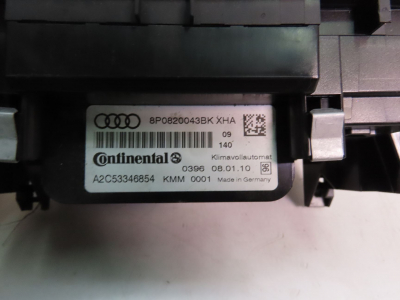 8P0820043BK XHA
09
140
Continental
Klimavollautomat
0396 08.01.10
A2C53346854 KMM 0001 Made in Germany